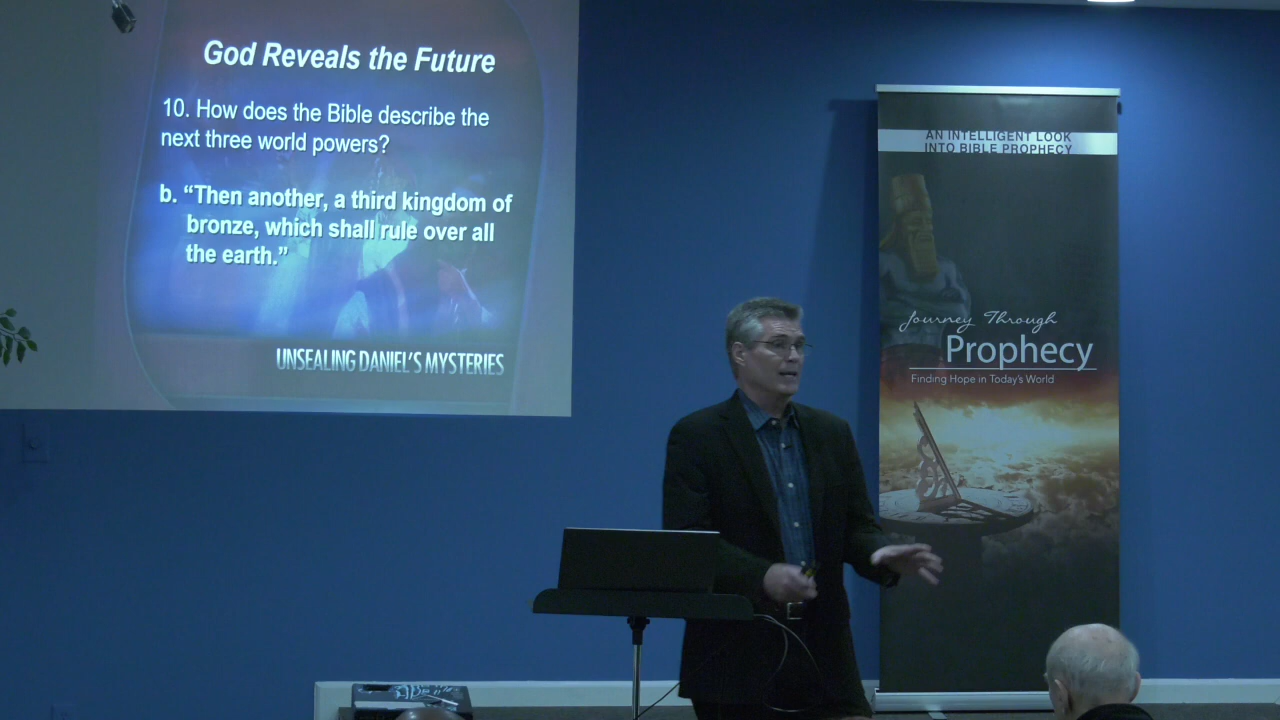 God Reveals the Future
10. How does the Bible describe the
next three world powers?
b. “Then another, a third kingdom of
bronze, which shall rule over all
the earth.”
UNSEALING DANIEL'S MYSTERIES
AN INTELLIGENT LOOK
INTO BIBLE PROPHECY
Journey Through
Prophecy
Finding Hope in Today's World